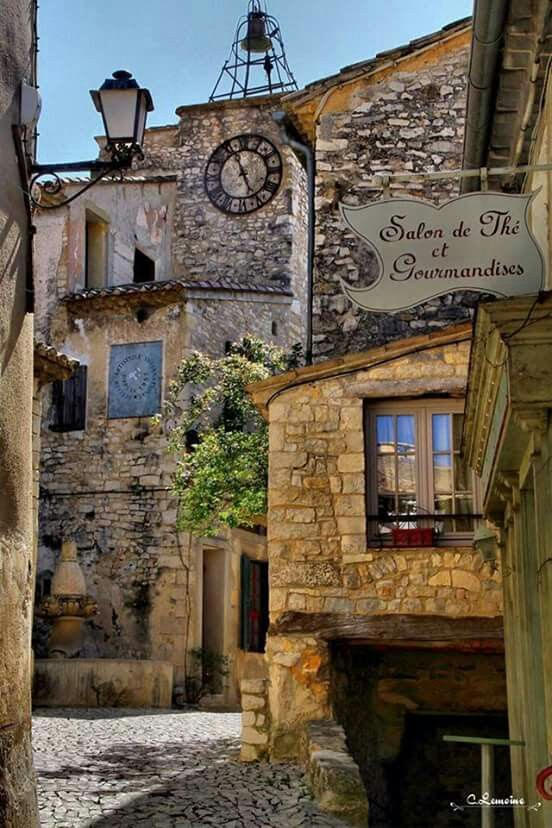 Salon de Thé
et
Gourmandises
C.Lemoine